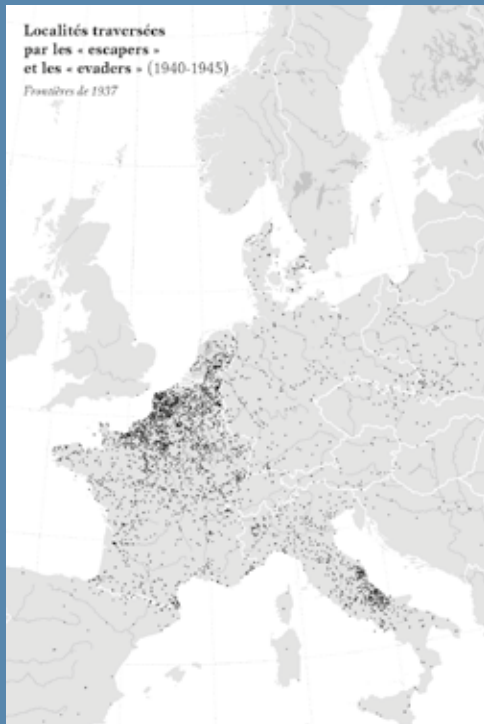 Localités traversées
par les « escapers »
et les « evaders » (1940-1945)
Frontières de 1937